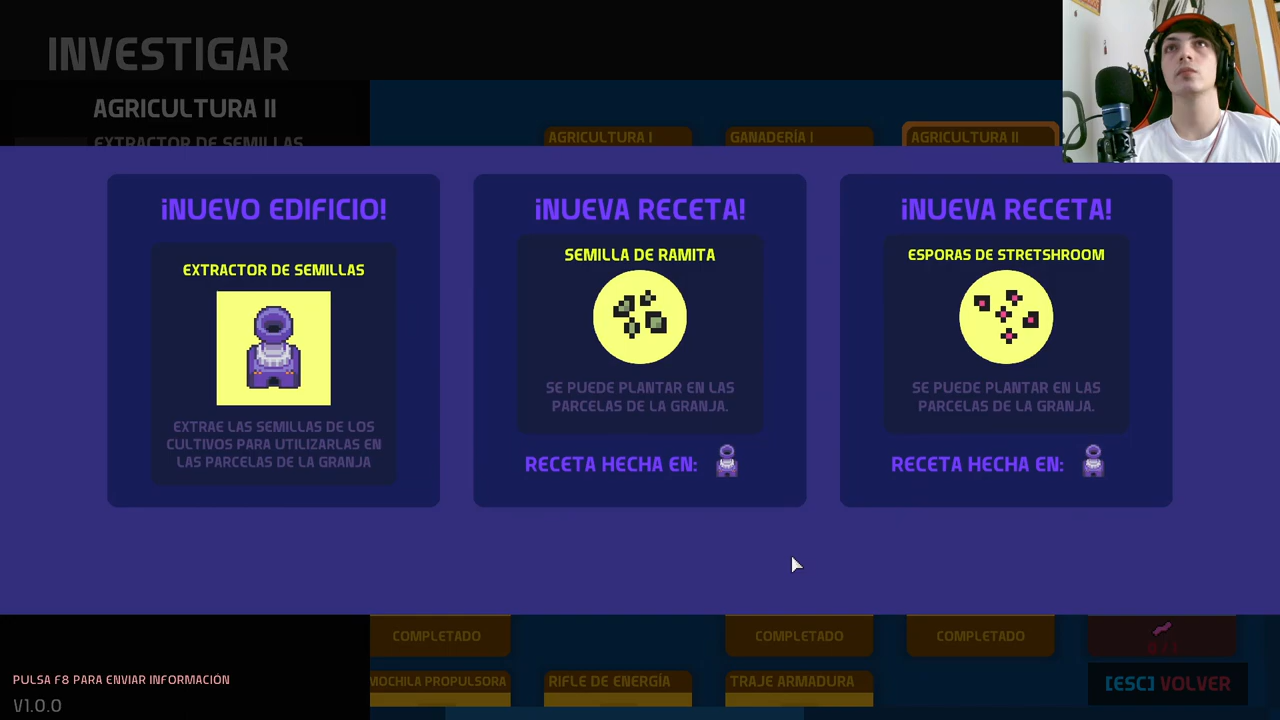 INVESTIGAR
AGRICULTURA II
EXTRACTOR DE SEMILLAS
AGRICULTURA I
GANADERÍA I
AGRICULTURA II
¡NUEVO EDIFICIO!
EXTRACTOR DE SEMILLAS
EXTRAE LAS SEMILLAS DE LOS
CULTIVOS PARA UTILIZARLAS EN
LAS PARCELAS DE LA GRANJA
¡NUEVA RECETA!
SEMILLA DE RAMITA
SE PUEDE PLANTAR EN LAS
PARCELAS DE LA GRANJA.
RECETA HECHA EN:
¡NUEVA RECETA!
ESPORAS DE STRETSHROOM
SE PUEDE PLANTAR EN LAS
PARCELAS DE LA GRANJA.
RECETA HECHA EN:
COMPLETADO
COMPLETADO
COMPLETADO
MOCHILA PROPULSORA
RIFLE DE ENERGÍA
TRAJE ARMADURA
[ESC] VOLVER
PULSA F8 PARA ENVIAR INFORMACIÓN
V1.0.0